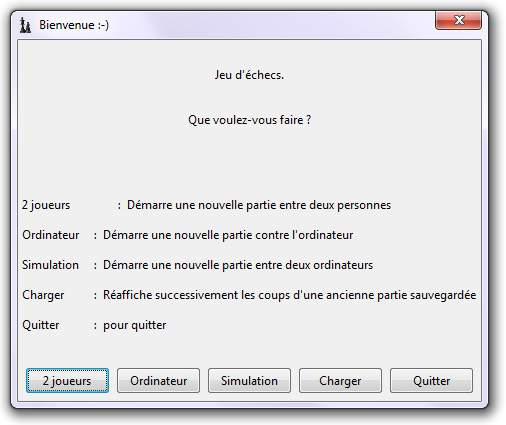 Bienvenue :-)
Jeu d'échecs.
Que voulez-vous faire ?
2 joueurs : Démarre une nouvelle partie entre deux personnes
Ordinateur : Démarre une nouvelle partie contre l'ordinateur
Simulation : Démarre une nouvelle partie entre deux ordinateurs
Charger : Réaffiche successivement les coups d'une ancienne partie sauvegardée
Quitter : pour quitter
2 joueurs Ordinateur Simulation Charger Quitter